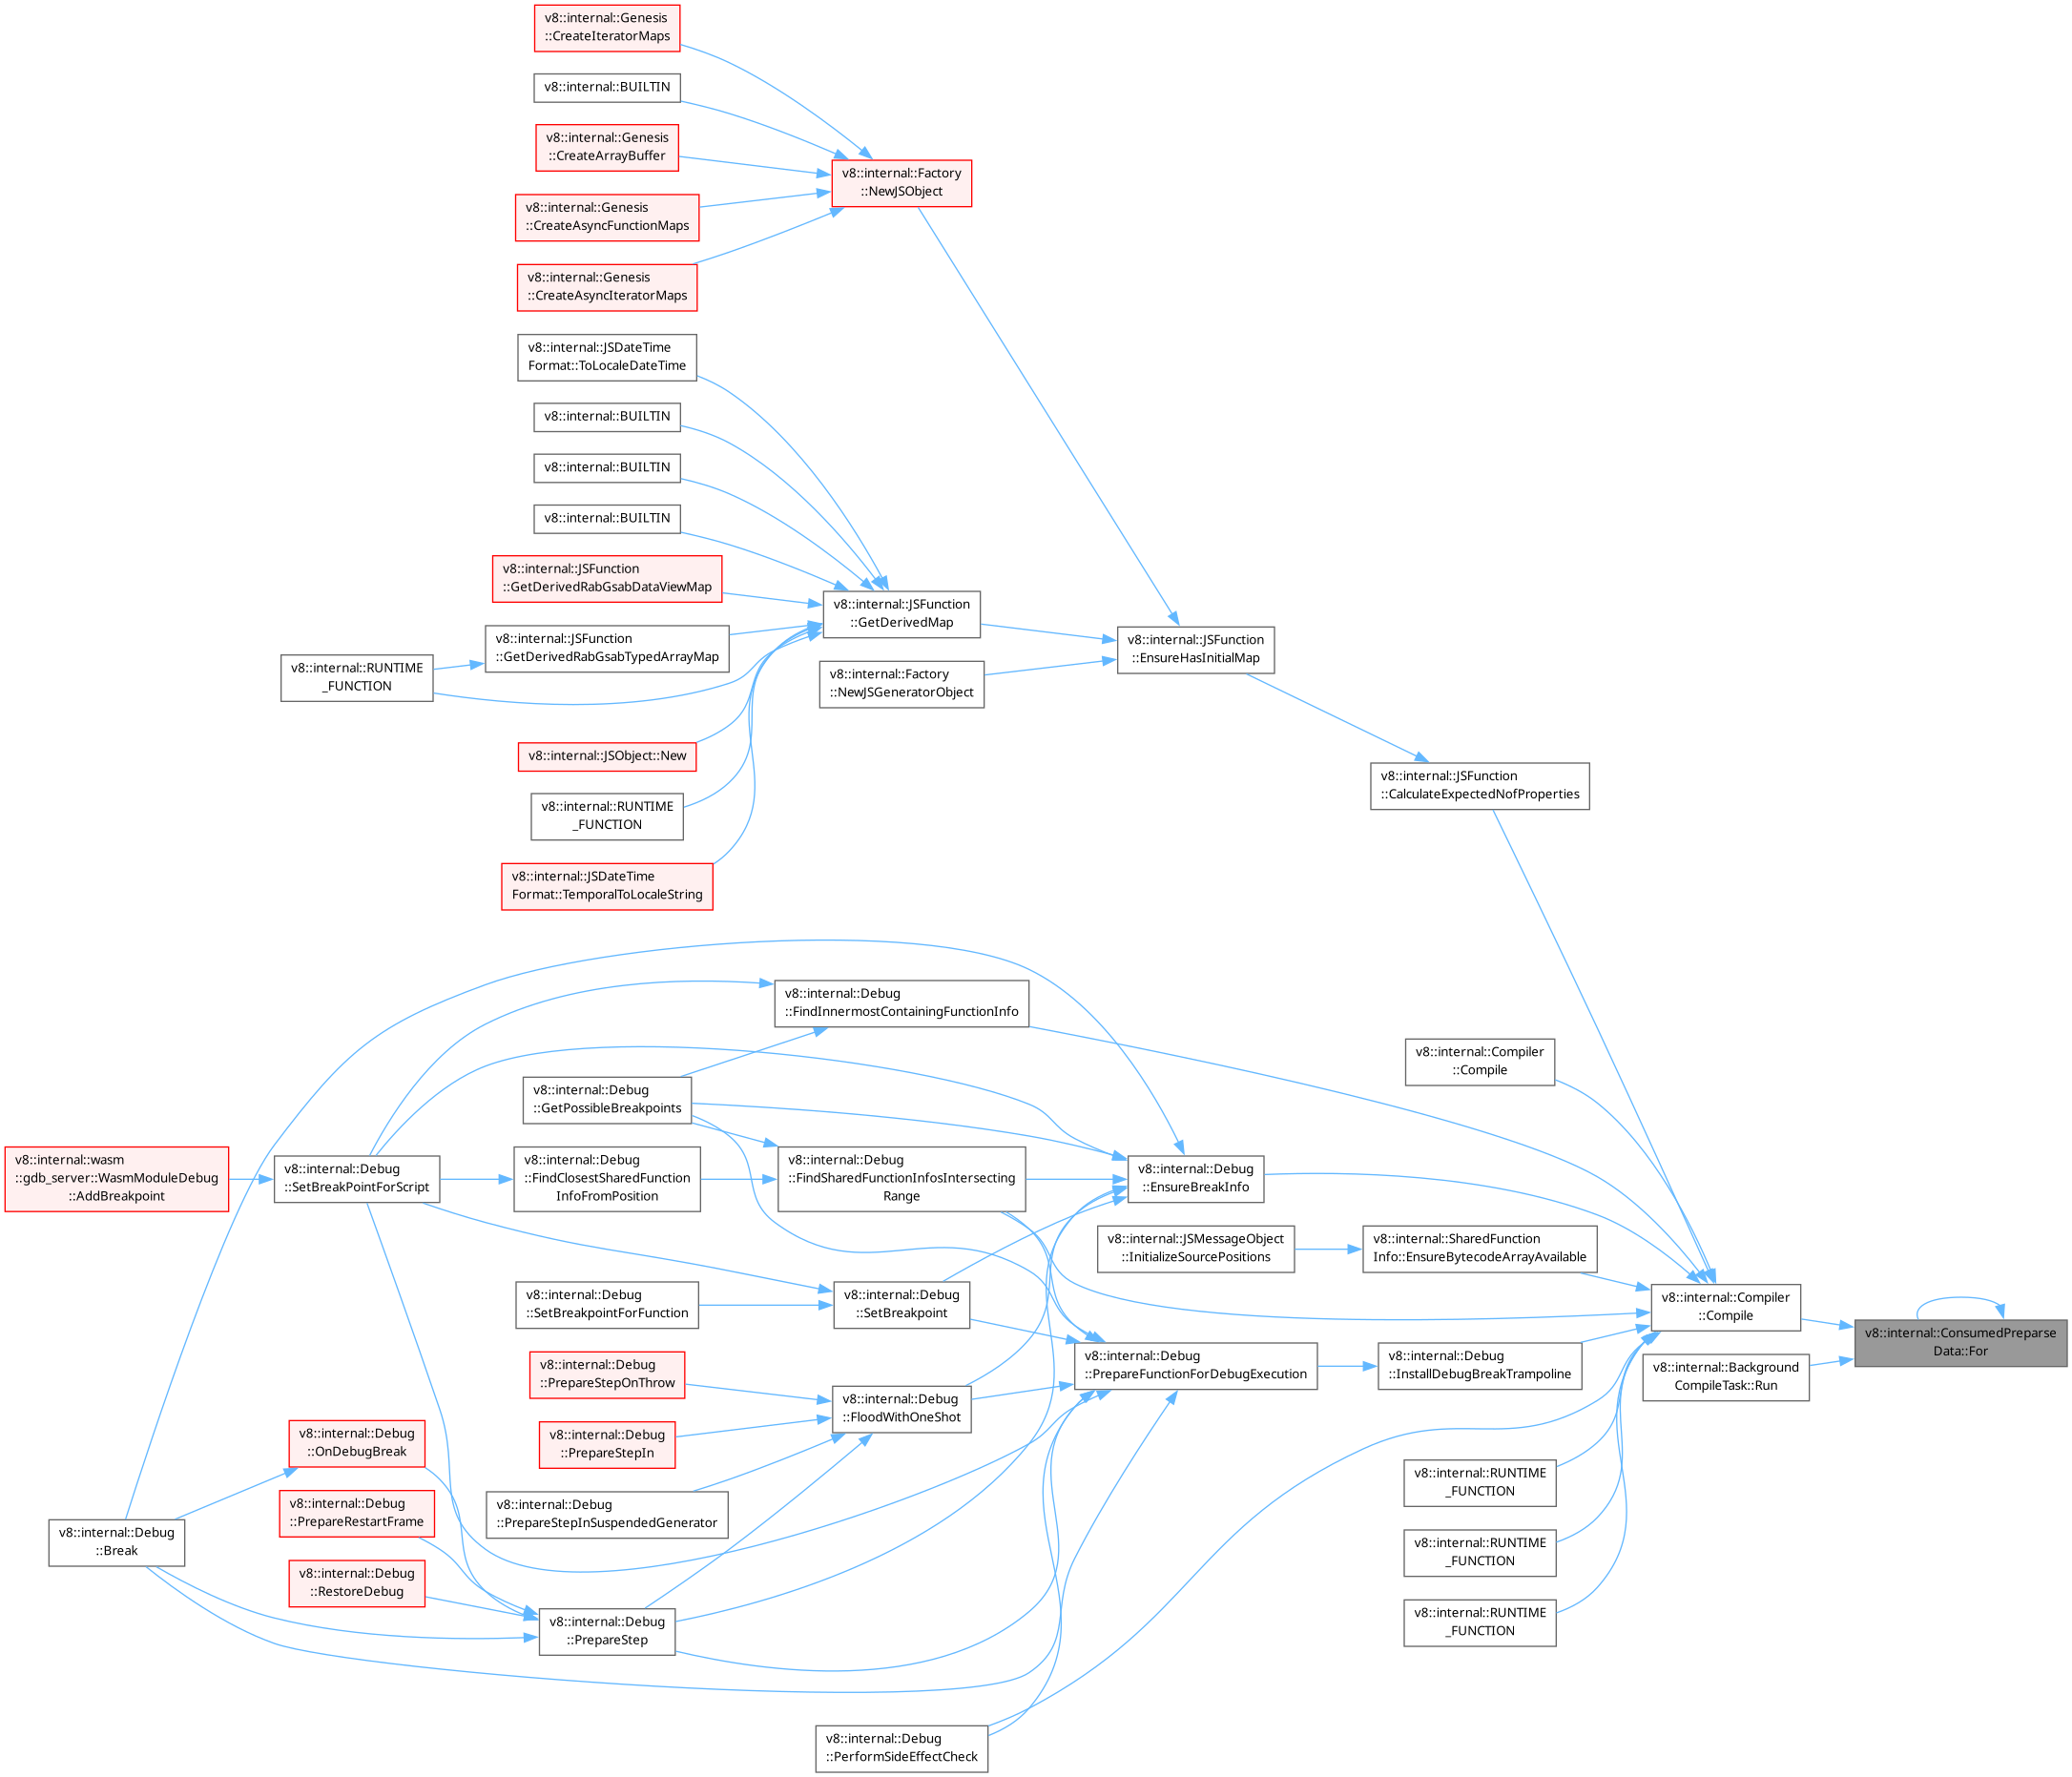 v8::internal::Genesis
::CreateIteratorMaps
v8::internal::BUILTIN
v8::internal::Genesis
::CreateArrayBuffer
v8::internal::Factory
::NewJSObject
v8::internal::Genesis
::CreateAsyncFunctionMaps
v8::internal::Genesis
::CreateAsyncIteratorMaps
v8::internal::JSDateTime
Format::ToLocaleDateTime
v8::internal::BUILTIN
v8::internal::BUILTIN
v8::internal::BUILTIN
v8::internal::JSFunction
::GetDerivedRabGsabDataViewMap
v8::internal::JSFunction
::GetDerivedMap
v8::internal::JSFunction
::GetDerivedRabGsabTypedArrayMap
v8::internal::JSFunction
::EnsureHasInitialMap
v8::internal::RUNTIME
_FUNCTION
v8::internal::Factory
::NewJSGeneratorObject
v8::internal::JSObject::New
v8::internal::JSFunction
::CalculateExpectedNofProperties
v8::internal::RUNTIME
_FUNCTION
v8::internal::JSDateTime
Format::TemporalToLocaleString
v8::internal::Debug
::FindInnermostContainingFunctionInfo
v8::internal::Compiler
::Compile
v8::internal::Debug
::GetPossibleBreakpoints
v8::internal::wasm
::gdb_server::WasmModuleDebug
::AddBreakpoint
v8::internal::Debug
::SetBreakPointForScript
v8::internal::Debug
::FindClosestSharedFunction
InfoFromPosition
v8::internal::Debug
::FindSharedFunctionInfosIntersecting
Range
v8::internal::Debug
::EnsureBreakInfo
v8::internal::JSMessageObject
::InitializeSourcePositions
v8::internal::SharedFunction
Info::EnsureBytecodeArrayAvailable
v8::internal::Debug
::SetBreakpointForFunction
v8::internal::Debug
::SetBreakpoint
v8::internal::Compiler
::Compile
v8::internal::ConsumedPreparse
Data::For
v8::internal::Debug
::PrepareStepOnThrow
v8::internal::Debug
::PrepareFunctionForDebugExecution
v8::internal::Debug
::InstallDebugBreakTrampoline
v8::internal::Background
CompileTask::Run
v8::internal::Debug
::FloodWithOneShot
v8::internal::Debug
::PrepareStepIn
v8::internal::Debug
::OnDebugBreak
v8::internal::RUNTIME
_FUNCTION
v8::internal::Debug
::PrepareStepInSuspendedGenerator
v8::internal::Debug
::PrepareRestartFrame
v8::internal::Debug
::Break
v8::internal::RUNTIME
_FUNCTION
v8::internal::Debug
::RestoreDebug
v8::internal::Debug
::PrepareStep
v8::internal::RUNTIME
_FUNCTION
v8::internal::Debug
::PerformSideEffectCheck